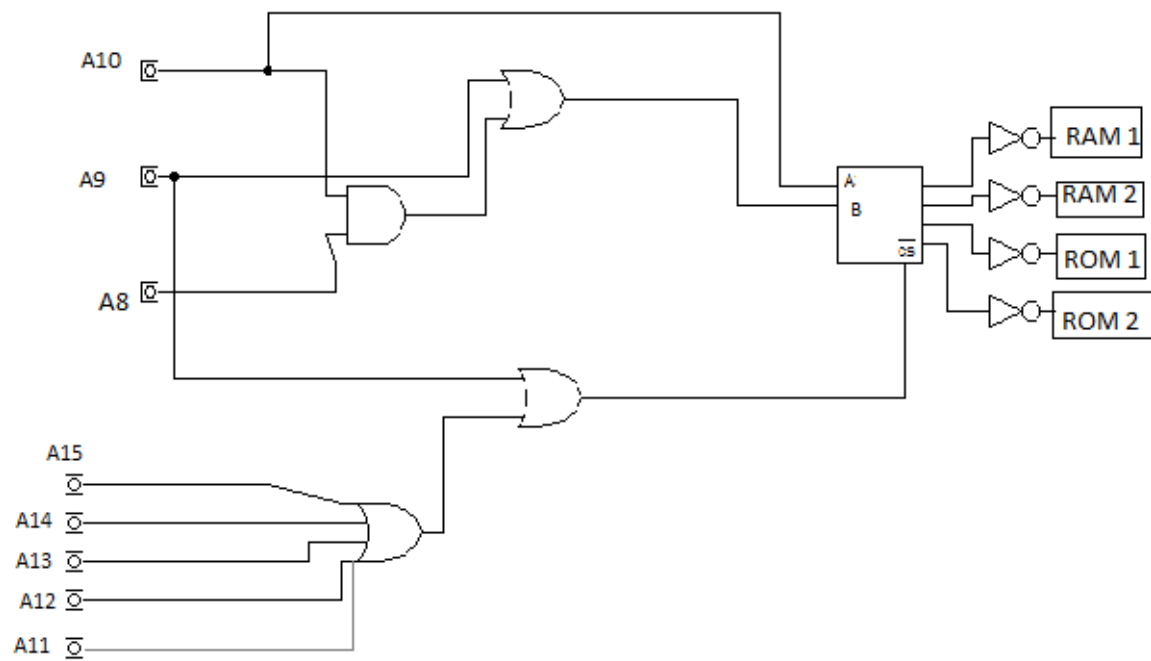 A10
A9
A8
A15
A14
A13
A12
A11
A
B
CS
RAM 1
RAM 2
ROM 1
ROM 2